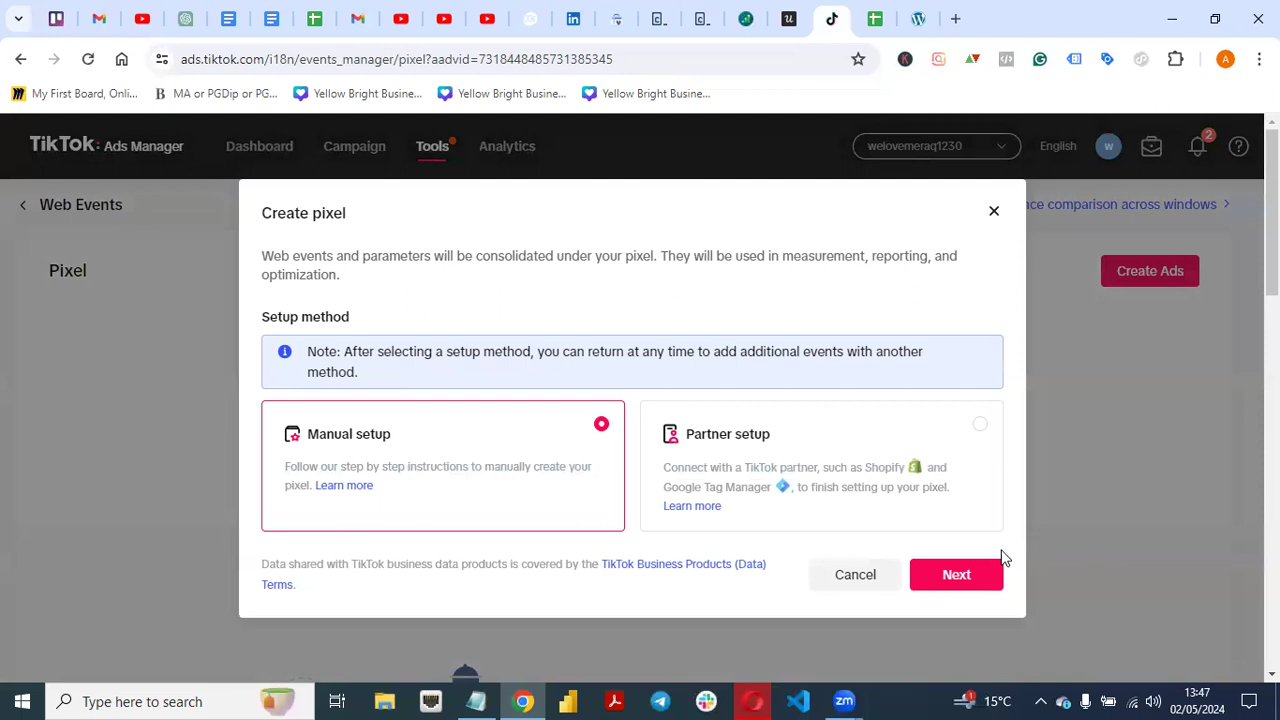 ads.tiktok.com/i18n/events_manager/pixel?aadvid=7318448485731385345
A
My First Board, Onli...
MA or PGDip or PG...
Yellow Bright Busine...
Yellow Bright Busine...
Yellow Bright Busine...
TikTok: Ads Manager
Dashboard
Campaign
Tools
Analytics
welovemeraq1230
English
w
2
Web Events
nce comparison across windows
Pixel
Create Ads
Create pixel
Web events and parameters will be consolidated under your pixel. They will be used in measurement, reporting, and
optimization.
Setup method
Note: After selecting a setup method, you can return at any time to add additional events with another
method.
Manual setup
Follow our step by step instructions to manually create your
pixel. Learn more
Partner setup
Connect with a TikTok partner, such as Shopify and
Google Tag Manager , to finish setting up your pixel.
Learn more
Data shared with TikTok business data products is covered by the TikTok Business Products (Data)
Terms.
Cancel
Next
Type here to search
15°C
13:47
02/05/2024